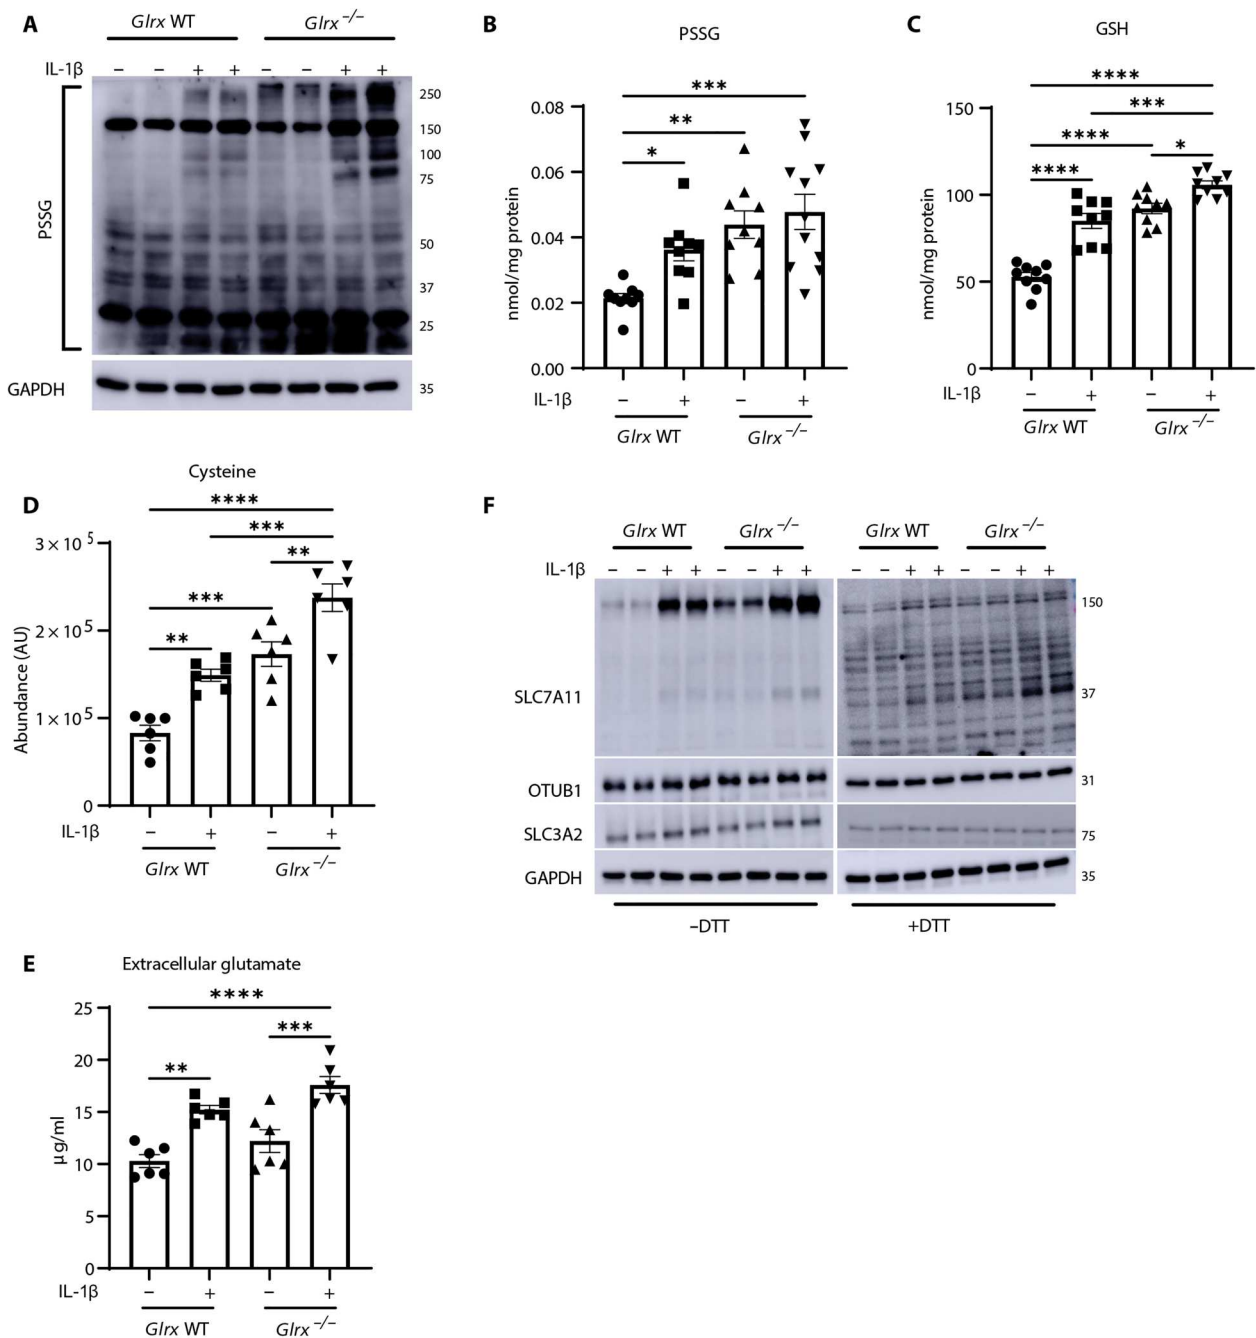 A
Glrx WT
Glrx −/−
IL-1β
− − + + − − + +
PSSG
250
150
100
75
50
37
25
GAPDH
35
B
PSSG
***
**
*
nmol/mg protein
0.08
0.06
0.04
0.02
0.00
IL-1β
− + − +
Glrx WT
Glrx −/−
C
GSH
****
***
****
*
****
nmol/mg protein
150
100
50
0
IL-1β
− + − +
Glrx WT
Glrx −/−
D
Cysteine
****
***
**
***
**
Abundance (AU)
3 × 10 5
2 × 10 5
1 × 10 5
0
IL-1β
− + − +
Glrx WT
Glrx −/−
E
Extracellular glutamate
****
***
**
µg/ml
25
20
15
10
5
0
IL-1β
− + − +
Glrx WT
Glrx −/−
F
Glrx WT
Glrx −/−
Glrx WT
Glrx −/−
IL-1β
− − + + − − + + − − + + − − + +
150
SLC7A11
37
OTUB1
31
SLC3A2
75
GAPDH
35
−DTT
+DTT